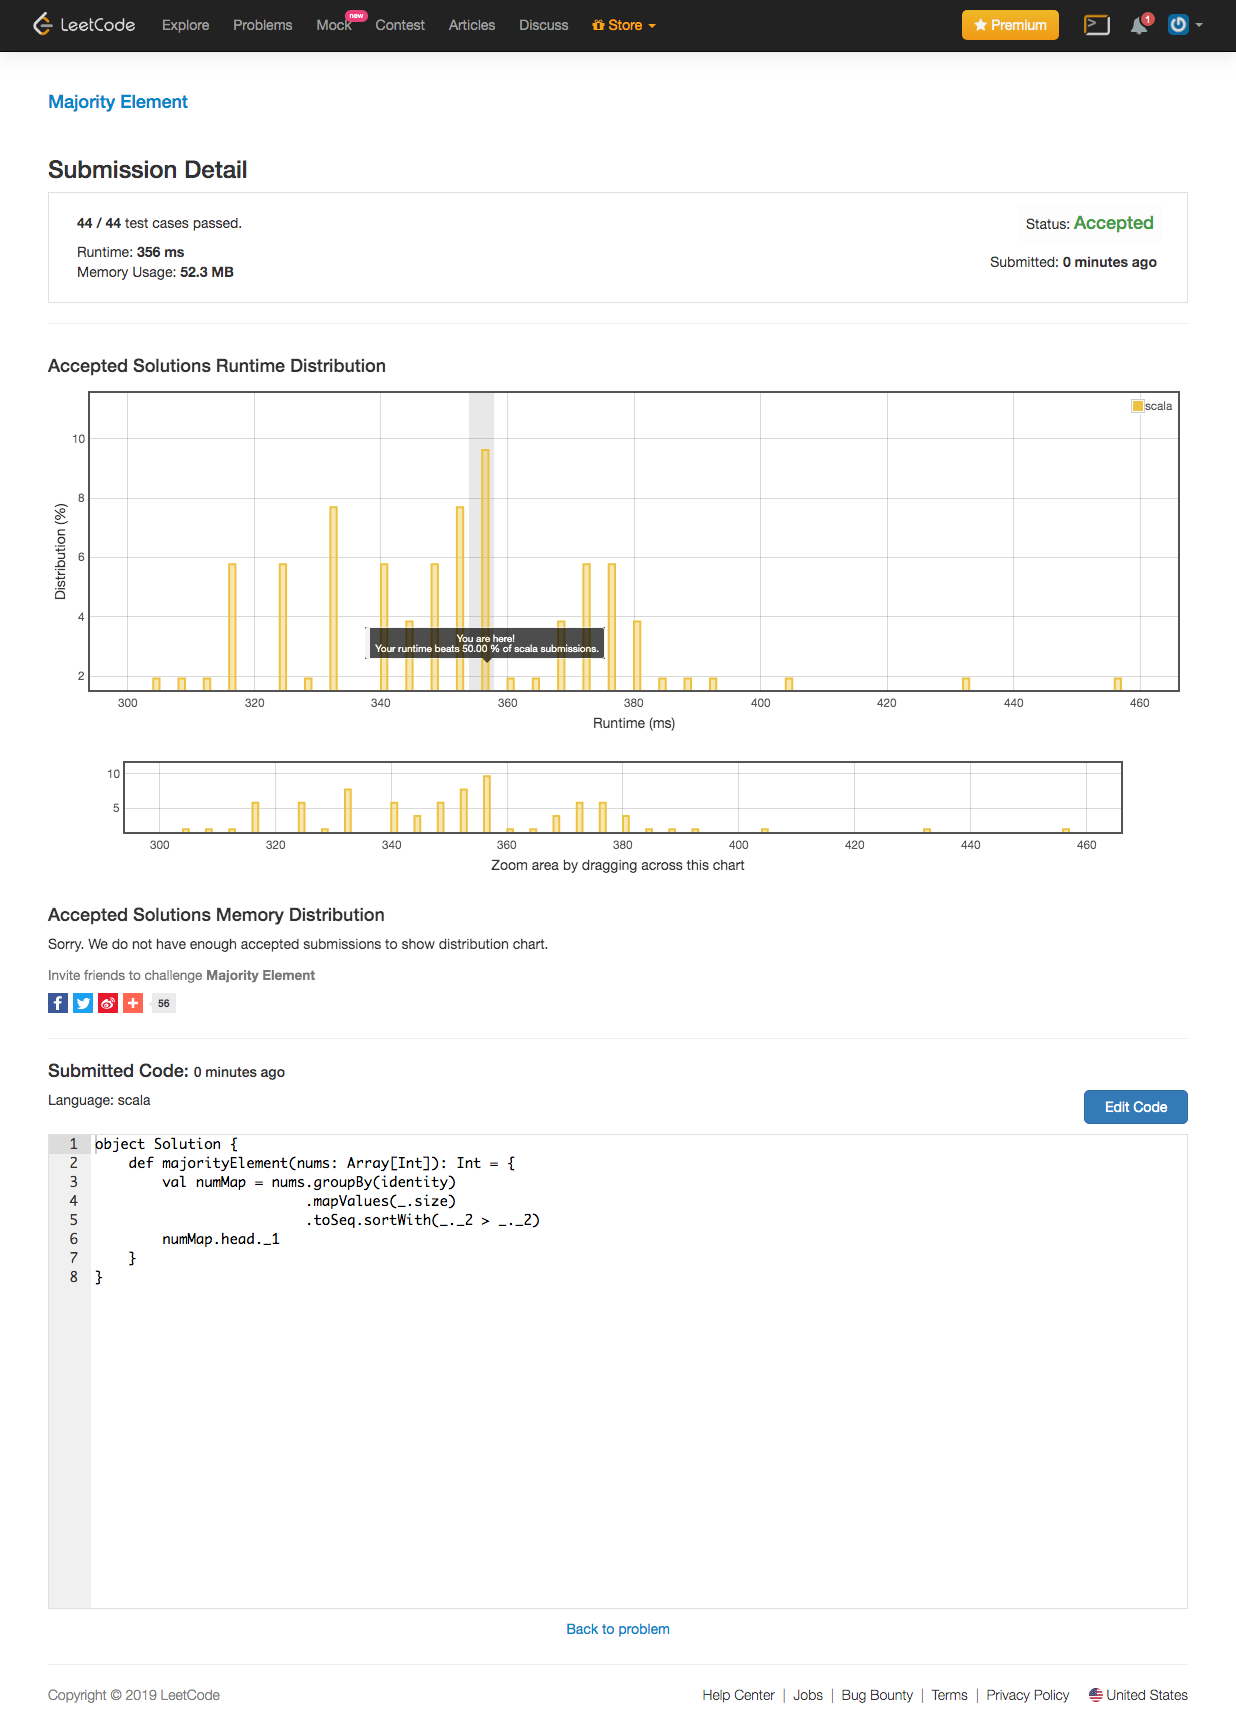 LeetCode Explore Problems Mock new Contest Articles Discuss Store Premium 1
Majority Element
Submission Detail
44 / 44 test cases passed.
Status: Accepted
Runtime: 356 ms
Submitted: 0 minutes ago
Memory Usage: 52.3 MB
Accepted Solutions Runtime Distribution
scala
10
8
6
4
2
Distribution (%)
You are here!
Your runtime beats 50.00 % of scala submissions.
300 320 340 360 380 400 420 440 460
Runtime (ms)
10
5
300 320 340 360 380 400 420 440 460
Zoom area by dragging across this chart
Accepted Solutions Memory Distribution
Sorry. We do not have enough accepted submissions to show distribution chart.
Invite friends to challenge Majority Element
56
Submitted Code: 0 minutes ago
Language: scala
Edit Code
1 object Solution {
2     def majorityElement(nums: Array[Int]): Int = {
3         val numMap = nums.groupBy(identity)
4                          .mapValues(_.size)
5                          .toSeq.sortWith(_._2 > _._2)
6         numMap.head._1
7     }
8 }
Back to problem
Copyright © 2019 LeetCode
Help Center | Jobs | Bug Bounty | Terms | Privacy Policy United States